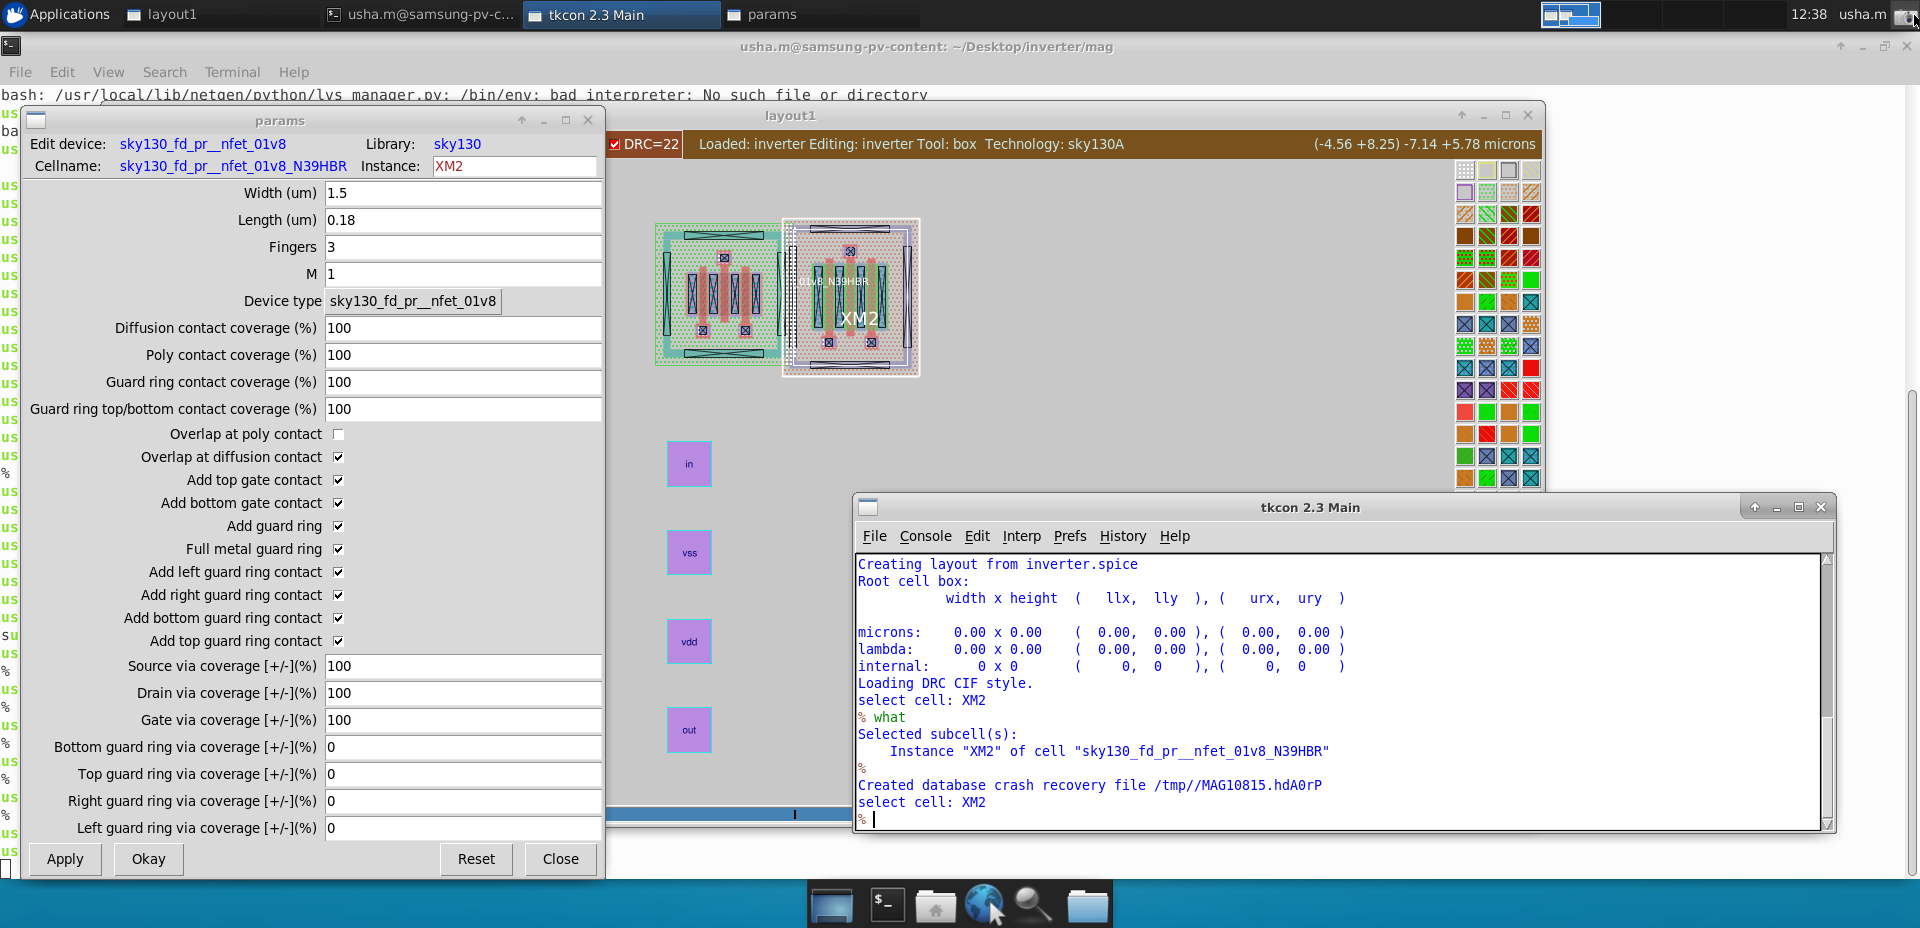 Applications
layout1
usha.m@samsung-pv-c...
tkcon 2.3 Main
params
12:38
usha.m
usha.m@samsung-pv-content: ~/Desktop/inverter/mag
File Edit View Search Terminal Help
bash: /usr/local/lib/netgen/python/lvs_manager.py: /bin/env: bad interpreter: No such file or directory
params
Edit device: sky130_fd_pr__nfet_01v8 Library: sky130
Cellname: sky130_fd_pr__nfet_01v8_N39HBR Instance: XM2
Width (um) 1.5
Length (um) 0.18
Fingers 3
M 1
Device type sky130_fd_pr__nfet_01v8
Diffusion contact coverage (%) 100
Poly contact coverage (%) 100
Guard ring contact coverage (%) 100
Guard ring top/bottom contact coverage (%) 100
Overlap at poly contact
Overlap at diffusion contact
Add top gate contact
Add bottom gate contact
Add guard ring
Full metal guard ring
Add left guard ring contact
Add right guard ring contact
Add bottom guard ring contact
Add top guard ring contact
Source via coverage [+/-](%) 100
Drain via coverage [+/-](%) 100
Gate via coverage [+/-](%) 100
Bottom guard ring via coverage [+/-](%) 0
Top guard ring via coverage [+/-](%) 0
Right guard ring via coverage [+/-](%) 0
Left guard ring via coverage [+/-](%) 0
Apply Okay Reset Close
layout1
DRC=22 Loaded: inverter Editing: inverter Tool: box Technology: sky130A (-4.56 +8.25) -7.14 +5.78 microns
01v8_N39HBR
XM2
in
vss
vdd
out
tkcon 2.3 Main
File Console Edit Interp Prefs History Help
Creating layout from inverter.spice
Root cell box:
width x height ( llx, lly ), ( urx, ury )
microns: 0.00 x 0.00 ( 0.00, 0.00 ), ( 0.00, 0.00 )
lambda: 0.00 x 0.00 ( 0.00, 0.00 ), ( 0.00, 0.00 )
internal: 0 x 0 ( 0, 0 ), ( 0, 0 )
Loading DRC CIF style.
select cell: XM2
% what
Selected subcell(s):
Instance "XM2" of cell "sky130_fd_pr__nfet_01v8_N39HBR"
%
Created database crash recovery file /tmp//MAG10815.hdA0rP
select cell: XM2
%